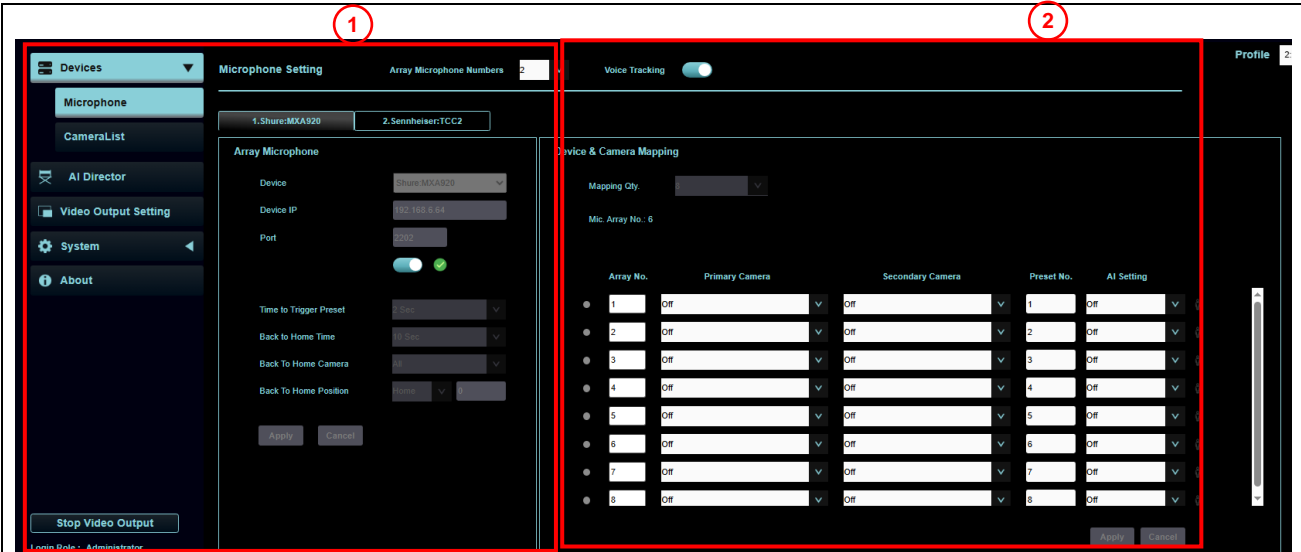 1
2
Devices
Microphone Setting
Array Microphone Numbers
2
Voice Tracking
Profile
2:
Microphone
CameraList
AI Director
Video Output Setting
System
About
Stop Video Output
Login Role : Administrator
1.Shure:MXA920
2.Sennheiser:TCC2
Array Microphone
Device
Shure:MXA920
Device IP
192.168.6.64
Port
2202
Time to Trigger Preset
2 Sec
Back to Home Time
10 Sec
Back To Home Camera
All
Back To Home Position
Home
0
Apply
Cancel
Device & Camera Mapping
Mapping Qty.
8
Mic. Array No.: 6
Array No. Primary Camera Secondary Camera Preset No. AI Setting
1 Off Off 1 Off
2 Off Off 2 Off
3 Off Off 3 Off
4 Off Off 4 Off
5 Off Off 5 Off
6 Off Off 6 Off
7 Off Off 7 Off
8 Off Off 8 Off
Apply
Cancel